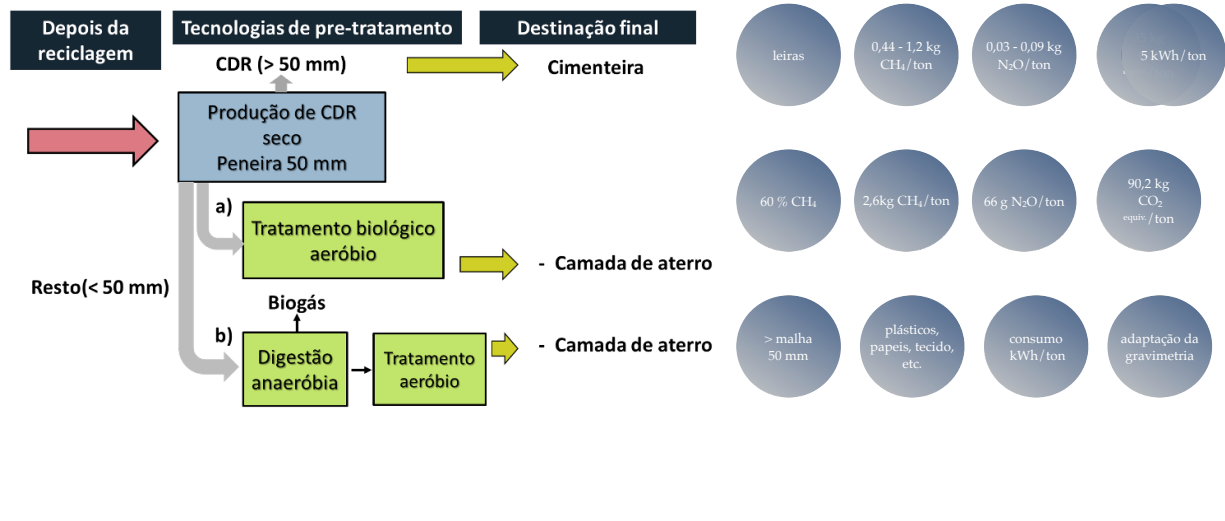 Depois da
reciclagem
Tecnologias de pre-tratamento
Destinação final
CDR (> 50 mm)
Cimenteira
Produção de CDR
seco
Peneira 50 mm
a)
Tratamento biológico
aeróbio
- Camada de aterro
Resto(< 50 mm)
Biogás
b)
Digestão
anaeróbia
Tratamento
aeróbio
- Camada de aterro
leiras
0,44 - 1,2 kg
CH₄/ton
0,03 - 0,09 kg
N₂O/ton
5 kWh/ton
60 % CH₄
2,6kg CH₄/ton
66 g N₂O/ton
90,2 kg
CO₂
equiv./ton
> malha
50 mm
plásticos,
papeis, tecido,
etc.
consumo
kWh/ton
adaptação da
gravimetria